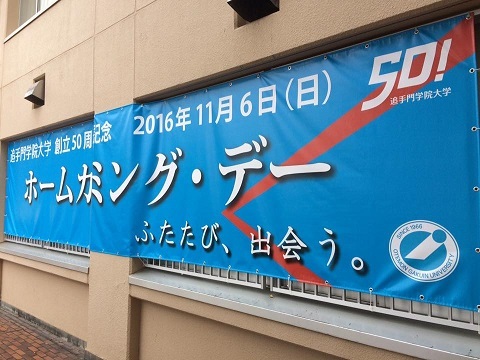 追手門学院大学 創立50周年記念
2016年11月6日(日)
50!
追手門学院大学
ホームカミング・デー
ふたたび、出会う。
SINCE 1966
OTEMON GAKUIN UNIVERSITY